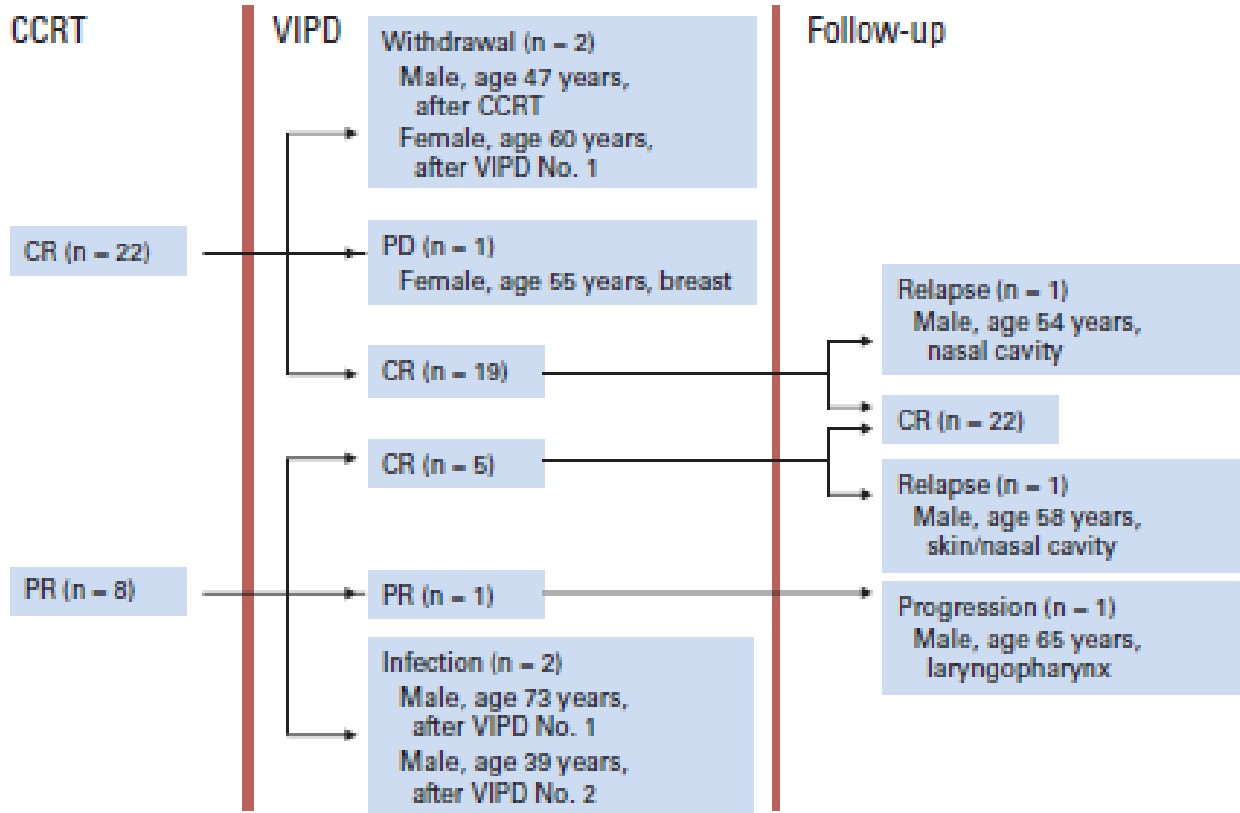 CCRT
VIPD
Follow-up
CR (n – 22)
PR (n – 8)
Withdrawal (n – 2)
Male, age 47 years,
after CCRT
Female, age 60 years,
after VIPD No. 1
PD (n – 1)
Female, age 55 years, breast
CR (n – 19)
CR (n – 5)
PR (n – 1)
Infection (n – 2)
Male, age 73 years,
after VIPD No. 1
Male, age 39 years,
after VIPD No. 2
Relapse (n – 1)
Male, age 54 years,
nasal cavity
CR (n – 22)
Relapse (n – 1)
Male, age 58 years,
skin/nasal cavity
Progression (n – 1)
Male, age 65 years,
laryngopharynx